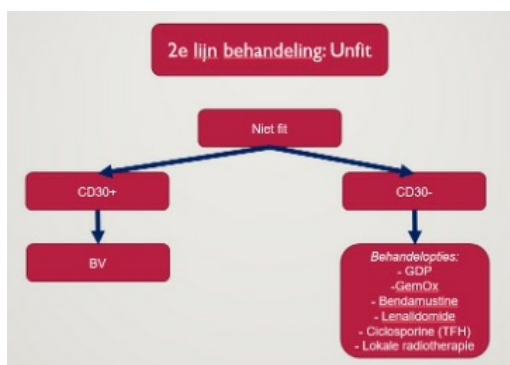 2e lijn behandeling: Unfit
Niet fit
CD30+
CD30-
BV
Behandelopties:
- GDP
-GemOx
- Bendamustine
- Lenalidomide
- Ciclosporine (TFH)
- Lokale radiotherapie